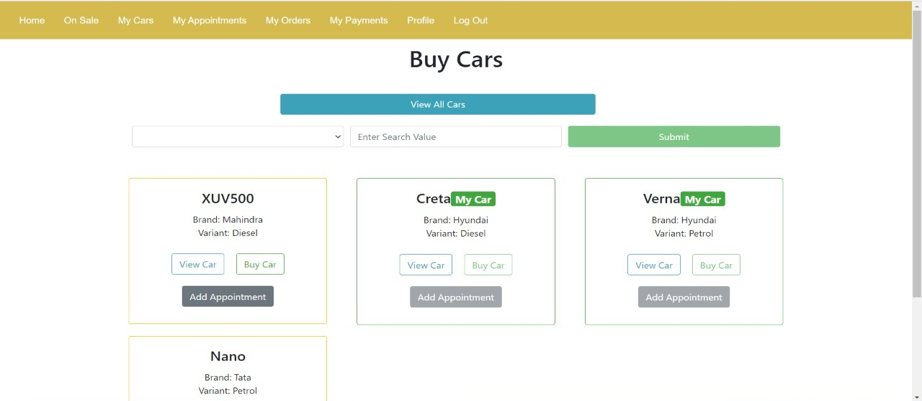 Home On Sale My Cars My Appointments My Orders My Payments Profile Log Out
Buy Cars
View All Cars
Enter Search Value Submit
XUV500
Brand: Mahindra
Variant: Diesel
View Car Buy Car
Add Appointment
Creta My Car
Brand: Hyundai
Variant: Diesel
View Car Buy Car
Add Appointment
Verna My Car
Brand: Hyundai
Variant: Petrol
View Car Buy Car
Add Appointment
Nano
Brand: Tata
Variant: Petrol